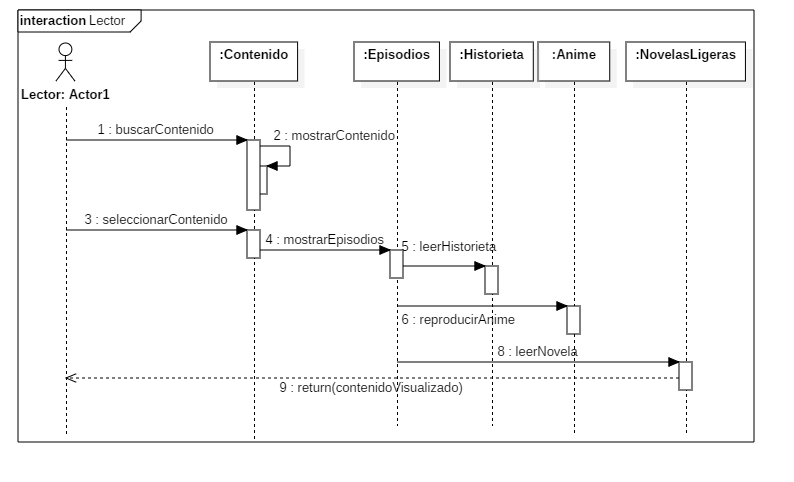 interaction Lector
:Contenido
:Episodios
:Historieta
:Anime
:NovelasLigeras
Lector: Actor1
1 : buscarContenido
2 : mostrarContenido
3 : seleccionarContenido
4 : mostrarEpisodios
5 : leerHistorieta
6 : reproducirAnime
8 : leerNovela
9 : return(contenidoVisualizado)